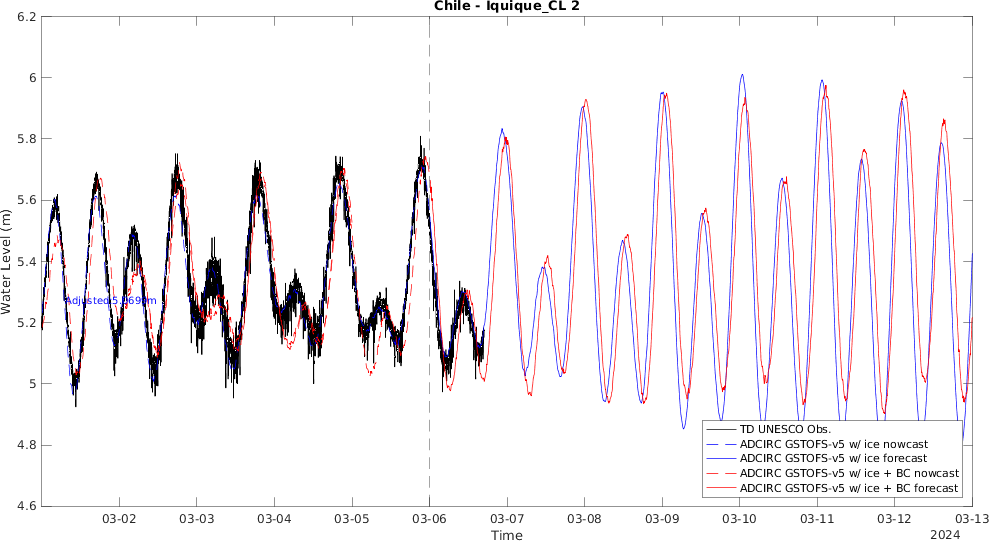 Chile - Iquique_CL 2
6.2
6
5.8
5.6
5.4
5.2
5
4.8
4.6
Water Level (m)
03-02
03-03
03-04
03-05
03-06
03-07
03-08
03-09
03-10
03-11
03-12
03-13
Time
2024
TD UNESCO Obs.
ADCIRC GSTOFS-v5 w/ ice nowcast
ADCIRC GSTOFS-v5 w/ ice forecast
ADCIRC GSTOFS-v5 w/ ice + BC nowcast
ADCIRC GSTOFS-v5 w/ ice + BC forecast